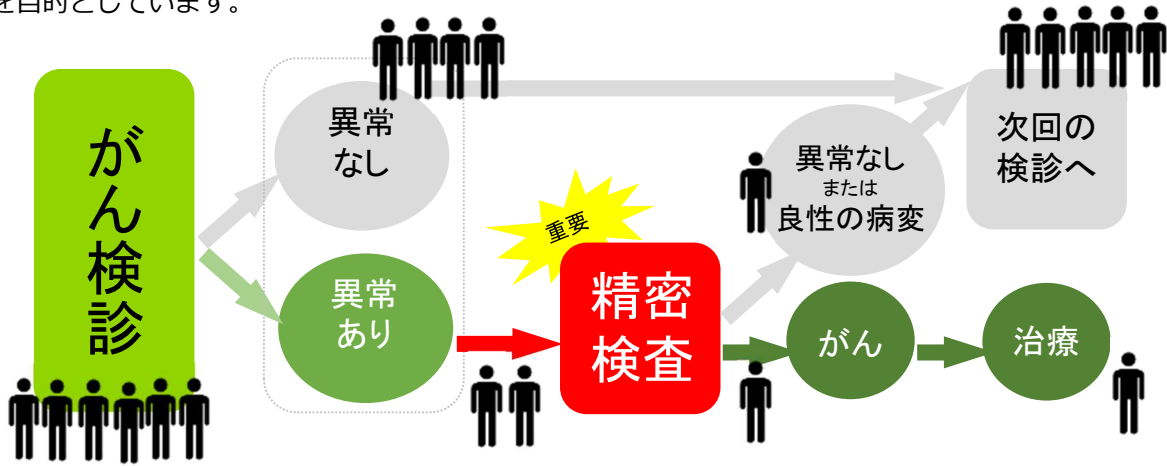 を目的としています。
がん検診
異常
なし
異常
あり
重要
精密
検査
異常なし
または
良性の病変
がん
次回の
検診へ
治療